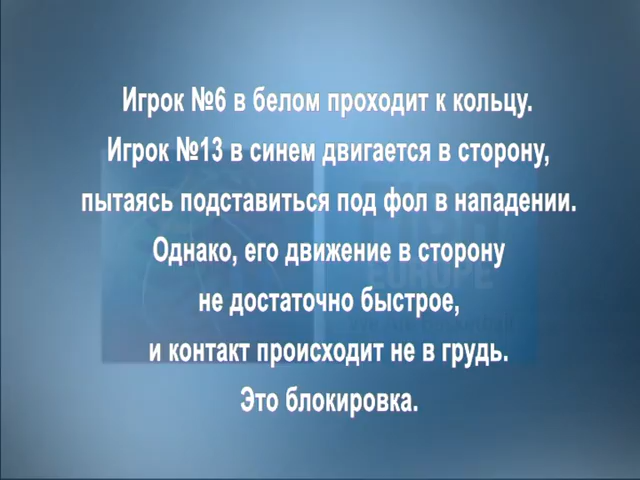 Игрок №6 в белом проходит к кольцу.
Игрок №13 в синем двигается в сторону,
пытаясь подставиться под фол в нападении.
Однако, его движение в сторону
не достаточно быстрое,
и контакт происходит не в грудь.
Это блокировка.
EUROPE